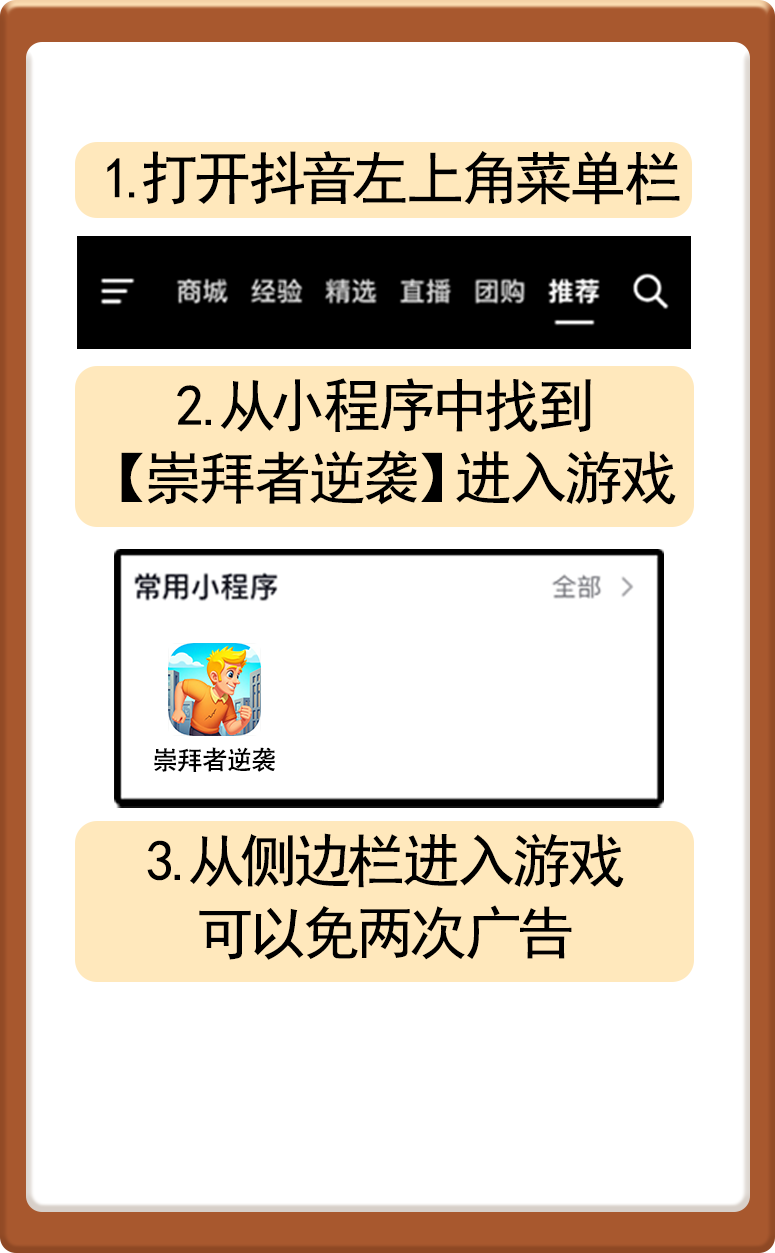 1.打开抖音左上角菜单栏
商城 经验 精选 直播 团购 推荐
2.从小程序中找到
【崇拜者逆袭】进入游戏
常用小程序 全部 >
崇拜者逆袭
3.从侧边栏进入游戏
可以免两次广告